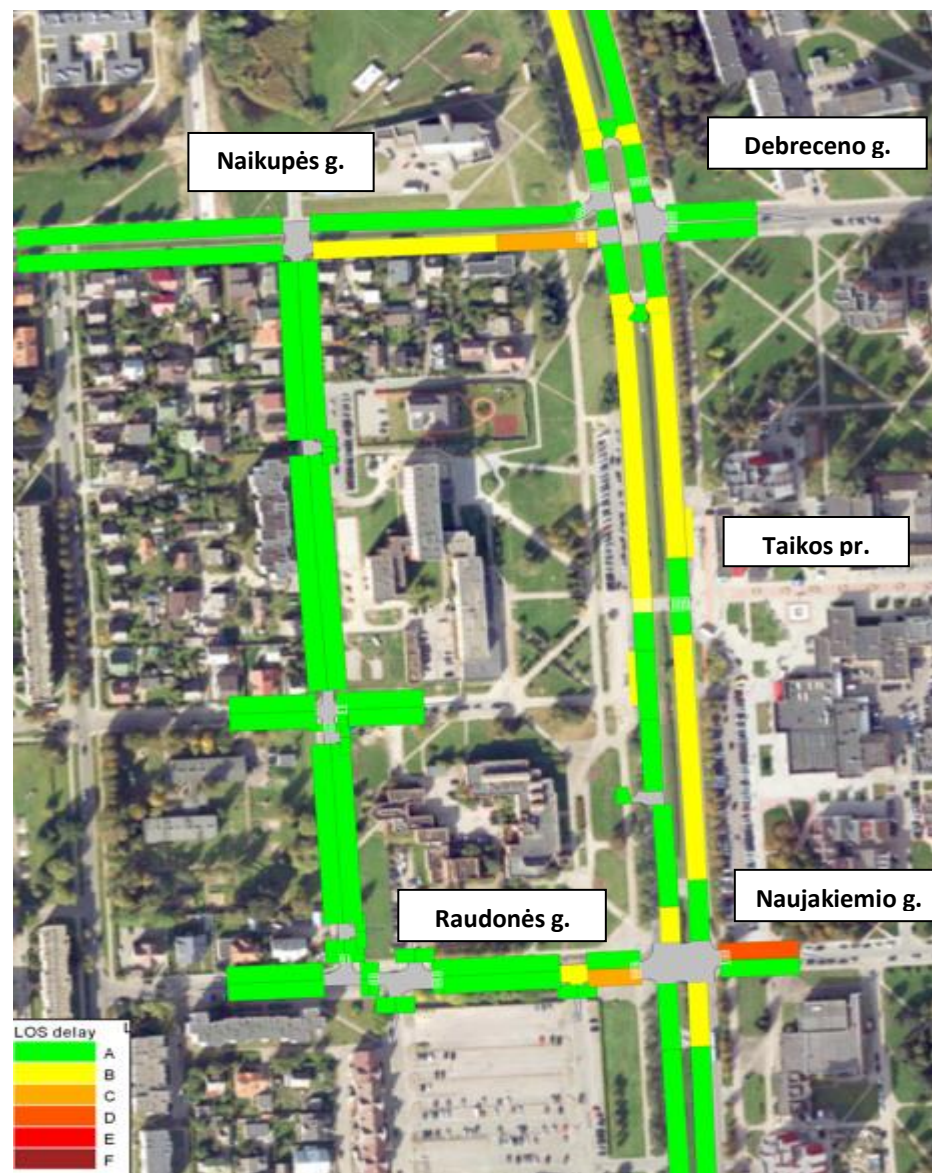 Naikupės g.
Debreceno g.
Taikos pr.
Naujakiemio g.
Raudonės g.
LOS delay
A
B
C
D
E
F